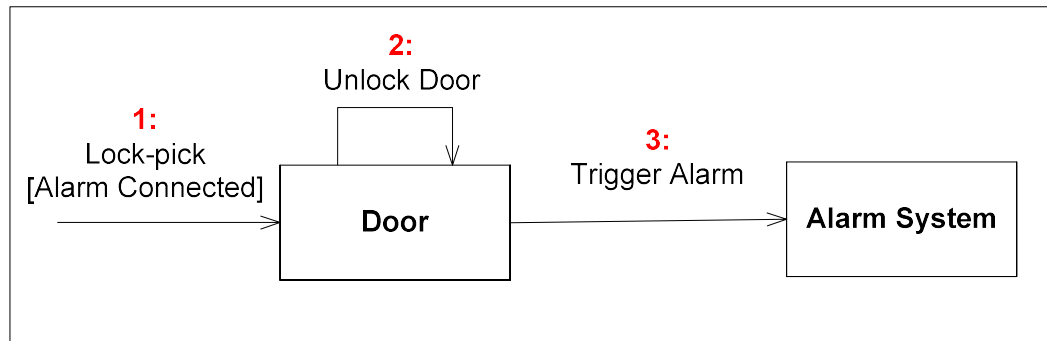 1:
Lock-pick
[Alarm Connected]
2:
Unlock Door
Door
3:
Trigger Alarm
Alarm System